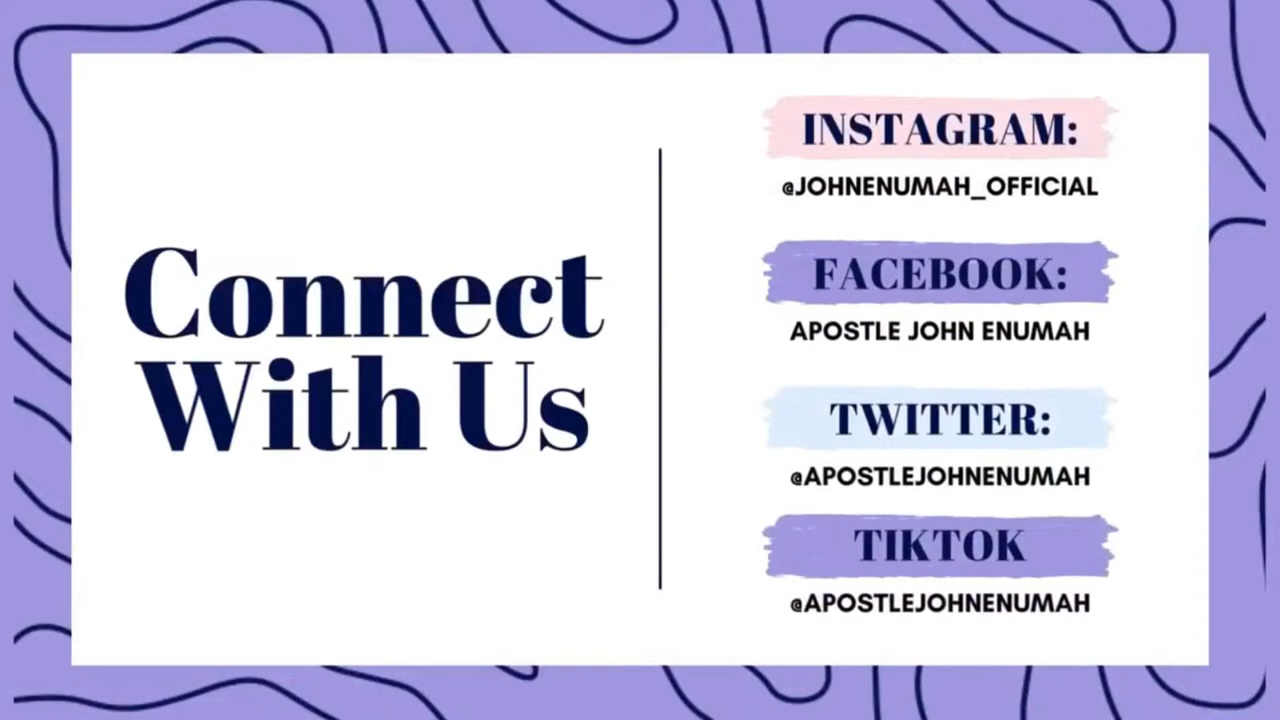 Connect
With Us
INSTAGRAM:
@JOHNENUMAH_OFFICIAL
FACEBOOK:
APOSTLE JOHN ENUMAH
TWITTER:
@APOSTLEJOHNENUMAH
TIKTOK
@APOSTLEJOHNENUMAH